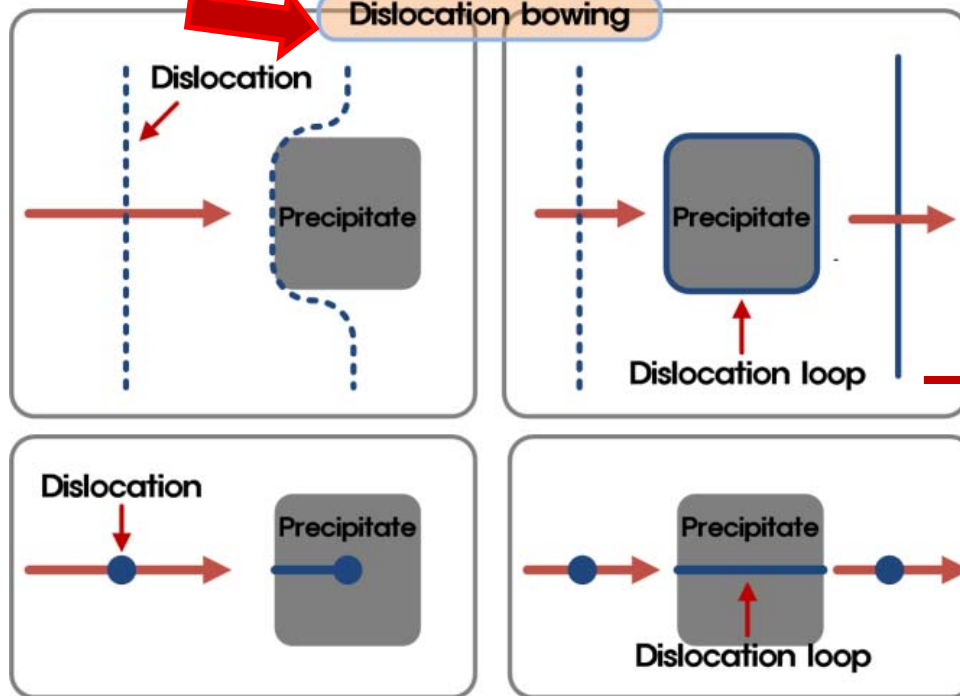 Dislocation bowing
Dislocation
Precipitate
Precipitate
Dislocation loop
Dislocation
Precipitate
Precipitate
Dislocation loop